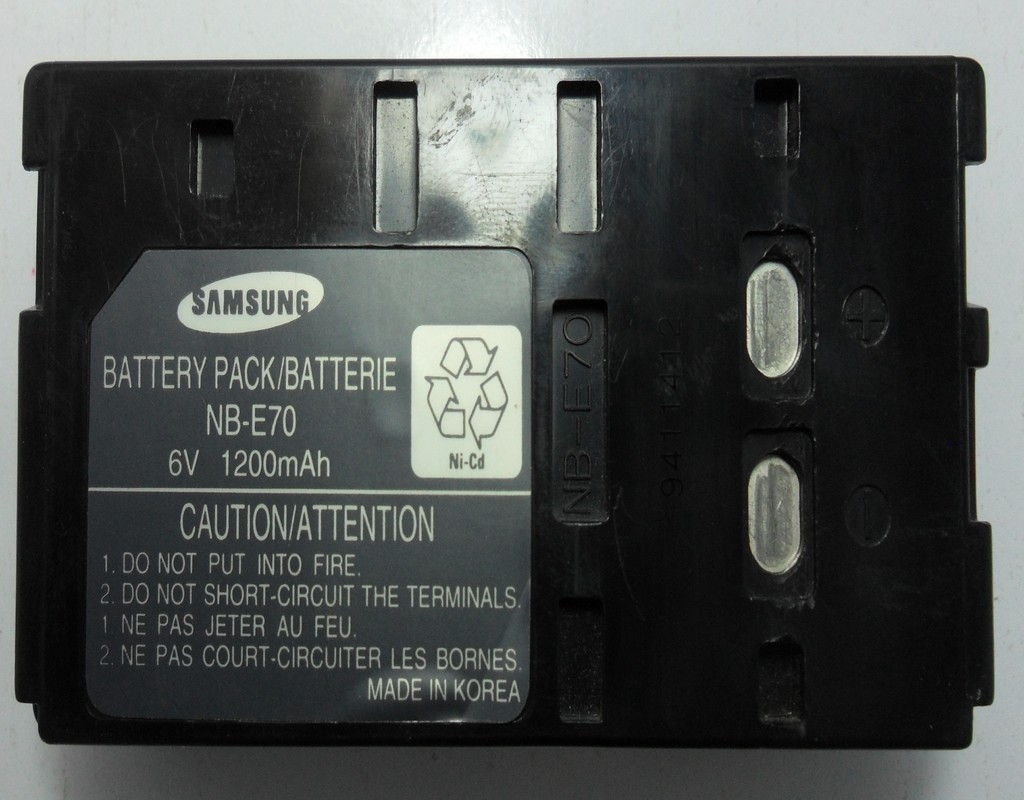 SAMSUNG
BATTERY PACK/BATTERIE
NB-E70
6V 1200mAh
Ni-Cd
CAUTION/ATTENTION
1. DO NOT PUT INTO FIRE.
2. DO NOT SHORT-CIRCUIT THE TERMINALS.
1 NE PAS JETER AU FEU.
2. NE PAS COURT-CIRCUITER LES BORNES.
MADE IN KOREA
NB-E70
9411412
+
-